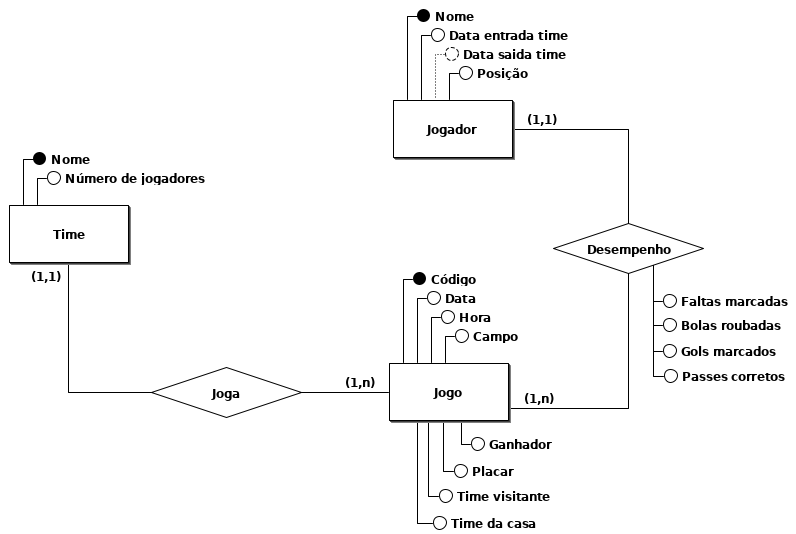 Nome
Data entrada time
Data saida time
Posição
Jogador
(1,1)
Nome
Número de jogadores
Time
(1,1)
Desempenho
Faltas marcadas
Bolas roubadas
Gols marcados
Passes corretos
Código
Data
Hora
Campo
Joga
(1,n)
Jogo
(1,n)
Ganhador
Placar
Time visitante
Time da casa